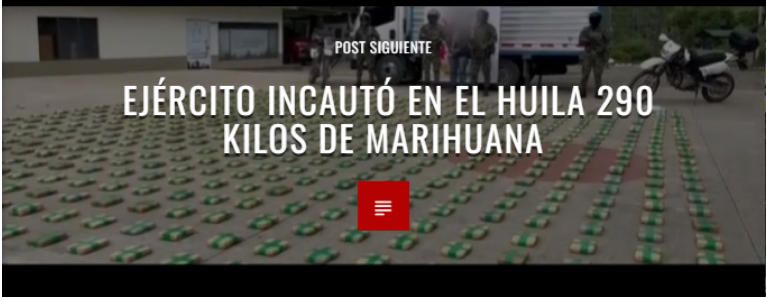 POST SIGUIENTE
EJÉRCITO INCAUTÓ EN EL HUILA 290
KILOS DE MARIHUANA